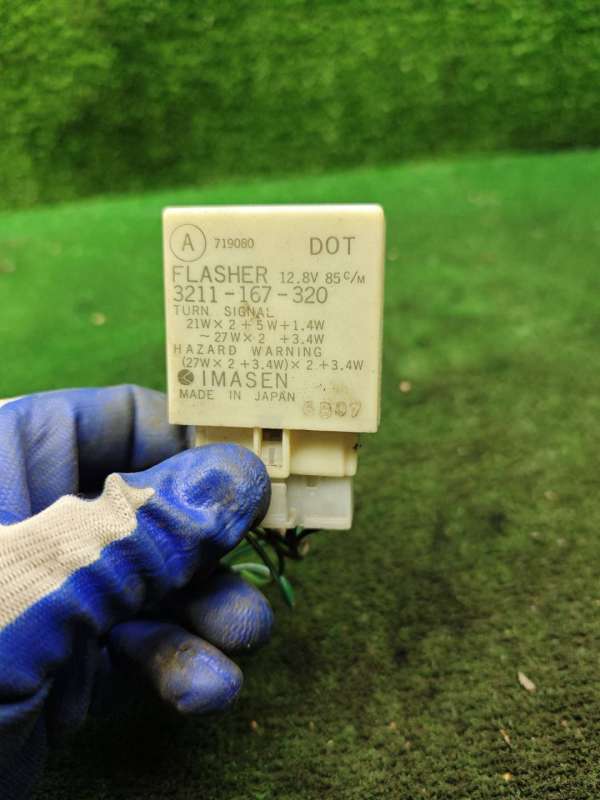 A 719080 DOT
FLASHER 12.8V 85 C/M
3211-167-320
TURN SIGNAL
21W×2+5W+1.4W
~27W×2 +3.4W
HAZARD WARNING
(27W×2+3.4W)×2+3.4W
IMASEN
MADE IN JAPAN